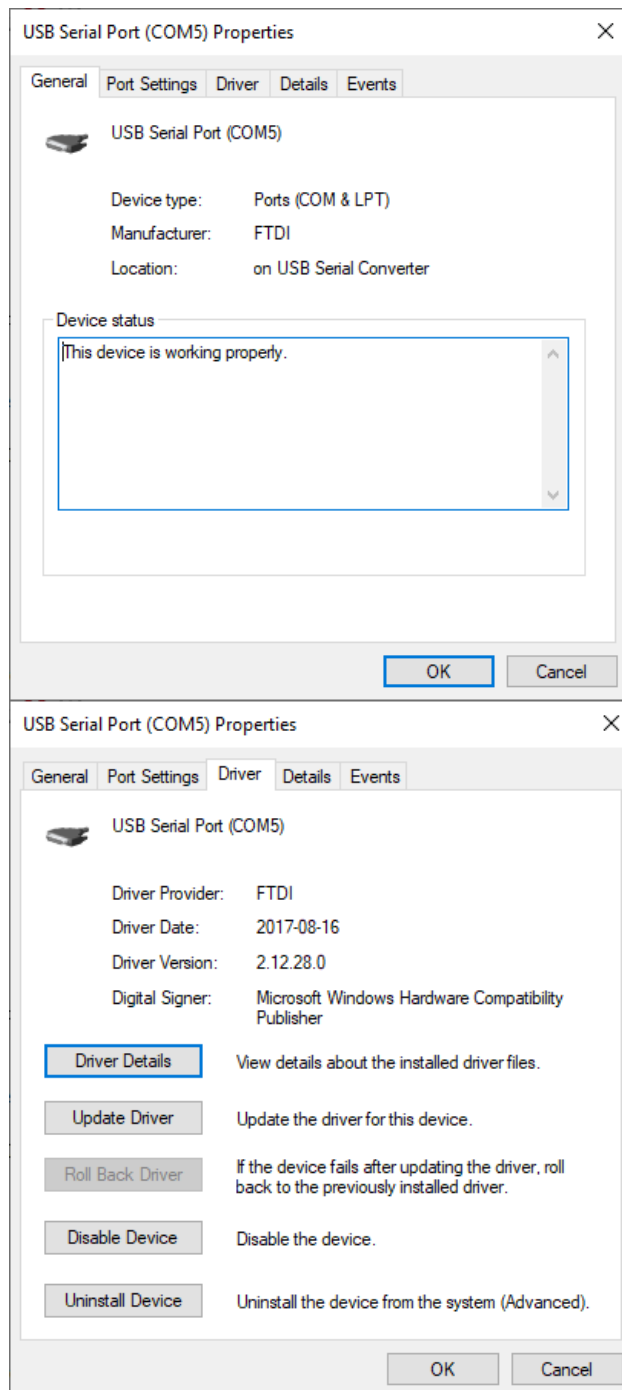 USB Serial Port (COM5) Properties
General Port Settings Driver Details Events
USB Serial Port (COM5)
Device type: Ports (COM & LPT)
Manufacturer: FTDI
Location: on USB Serial Converter
Device status
This device is working properly.
OK Cancel
USB Serial Port (COM5) Properties
General Port Settings Driver Details Events
USB Serial Port (COM5)
Driver Provider: FTDI
Driver Date: 2017-08-16
Driver Version: 2.12.28.0
Digital Signer: Microsoft Windows Hardware Compatibility
Publisher
Driver Details View details about the installed driver files.
Update Driver Update the driver for this device.
Roll Back Driver If the device fails after updating the driver, roll
back to the previously installed driver.
Disable Device Disable the device.
Uninstall Device Uninstall the device from the system (Advanced).
OK Cancel